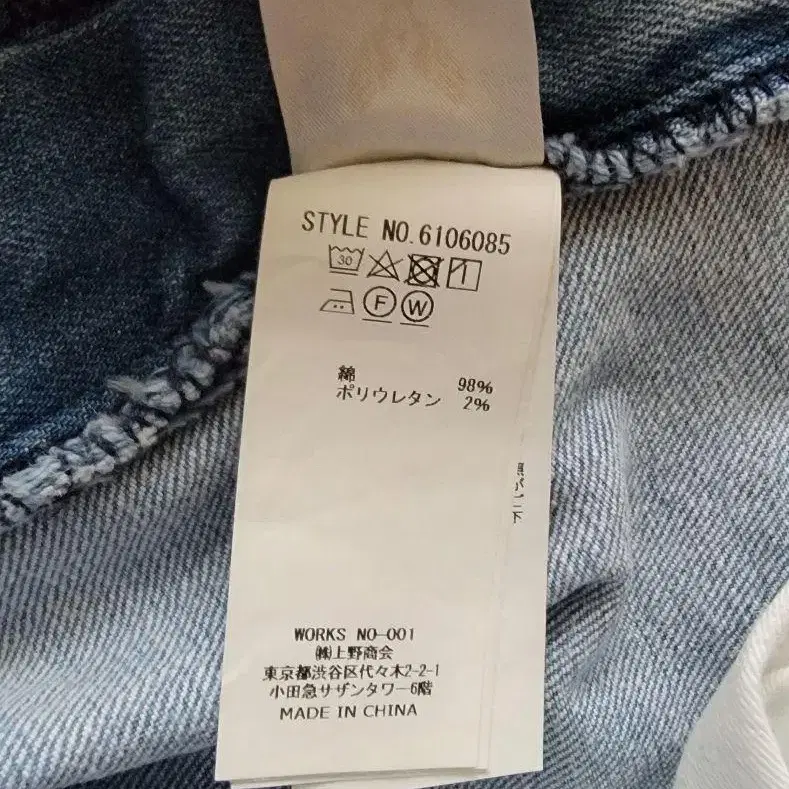 STYLE NO.6106085
30
F W
綿 98%
ポリウレタン 2%
WORKS NO-001
㈱上野商会
東京都渋谷区代々木2-2-1
小田急サザンタワー6階
MADE IN CHINA